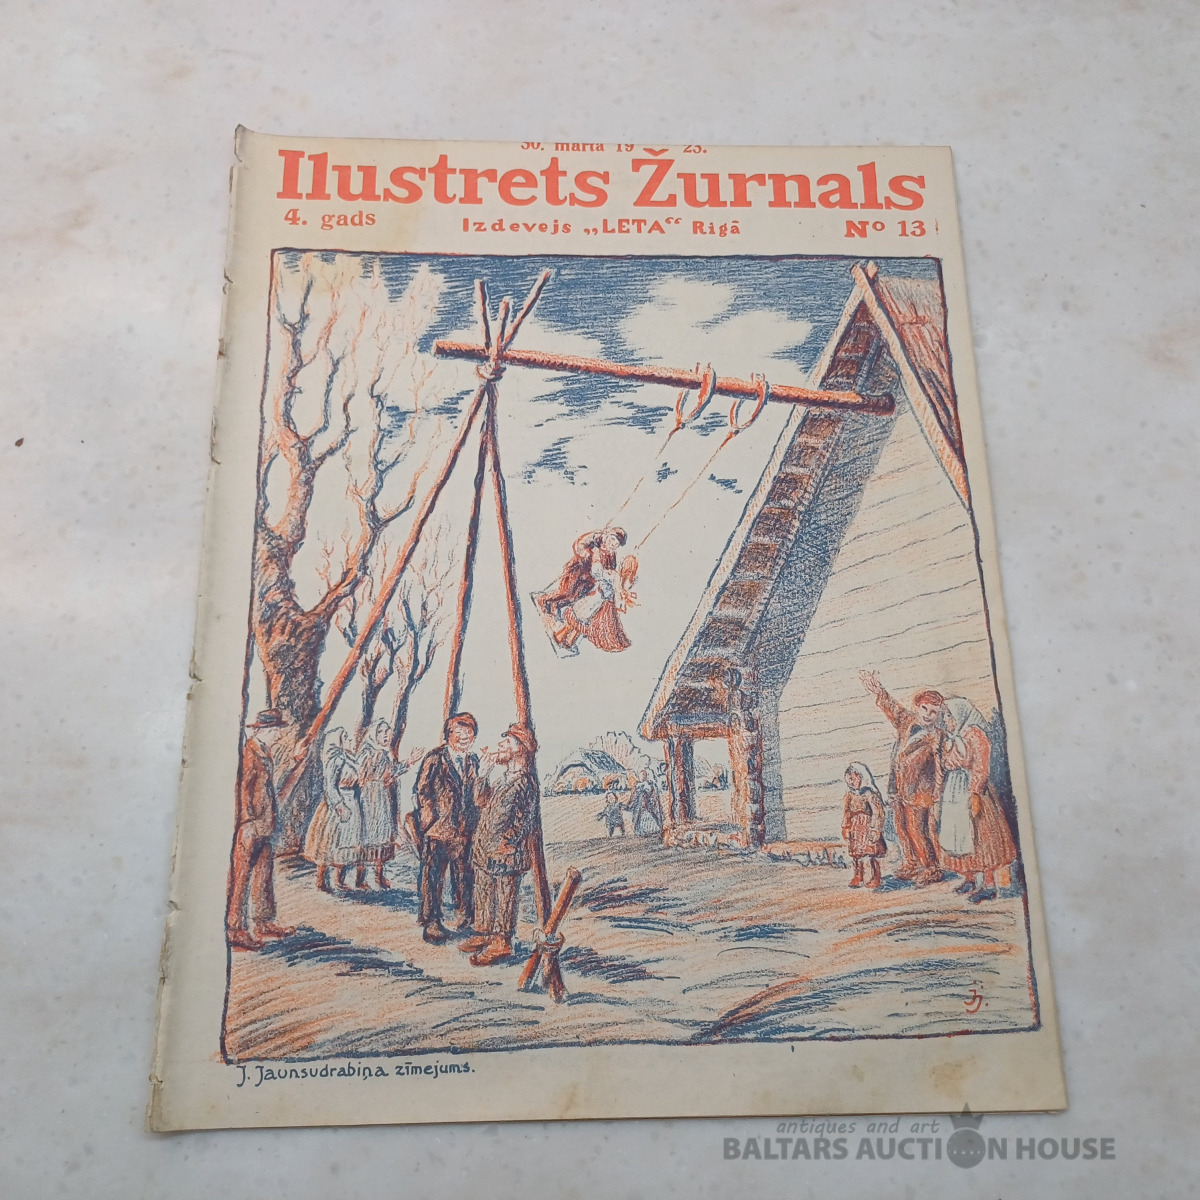 30. marta 19 23.
Ilustrets Žurnals
4. gads Izdevejs „LETA“ Rigā No 13
JJ
J. Jaunsudrabiņa zīmejums.
antiques and art
BALTARS AUCTION HOUSE